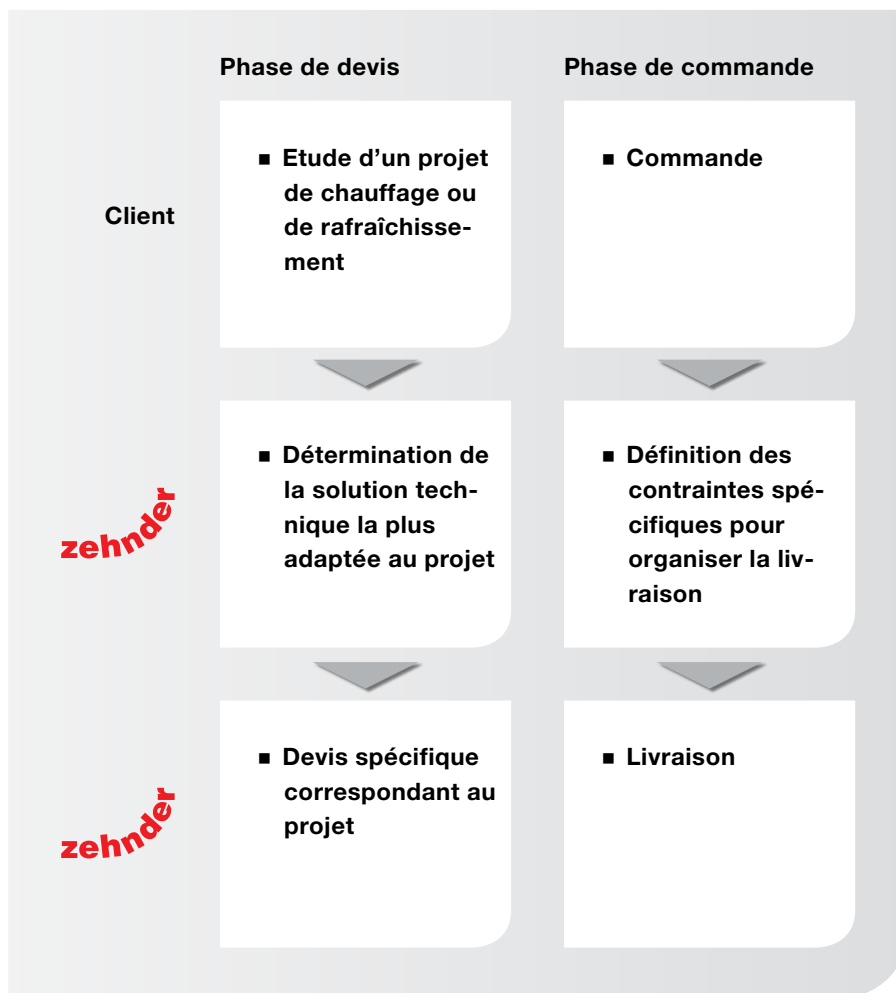 Phase de devis
Phase de commande
Client
■ Etude d’un projet
de chauffage ou
de rafraîchisse-
ment
■ Commande
zehnder
■ Détermination de
la solution tech-
nique la plus
adaptée au projet
■ Définition des
contraintes spé-
cifiques pour
organiser la liv-
raison
zehnder
■ Devis spécifique
correspondant au
projet
■ Livraison